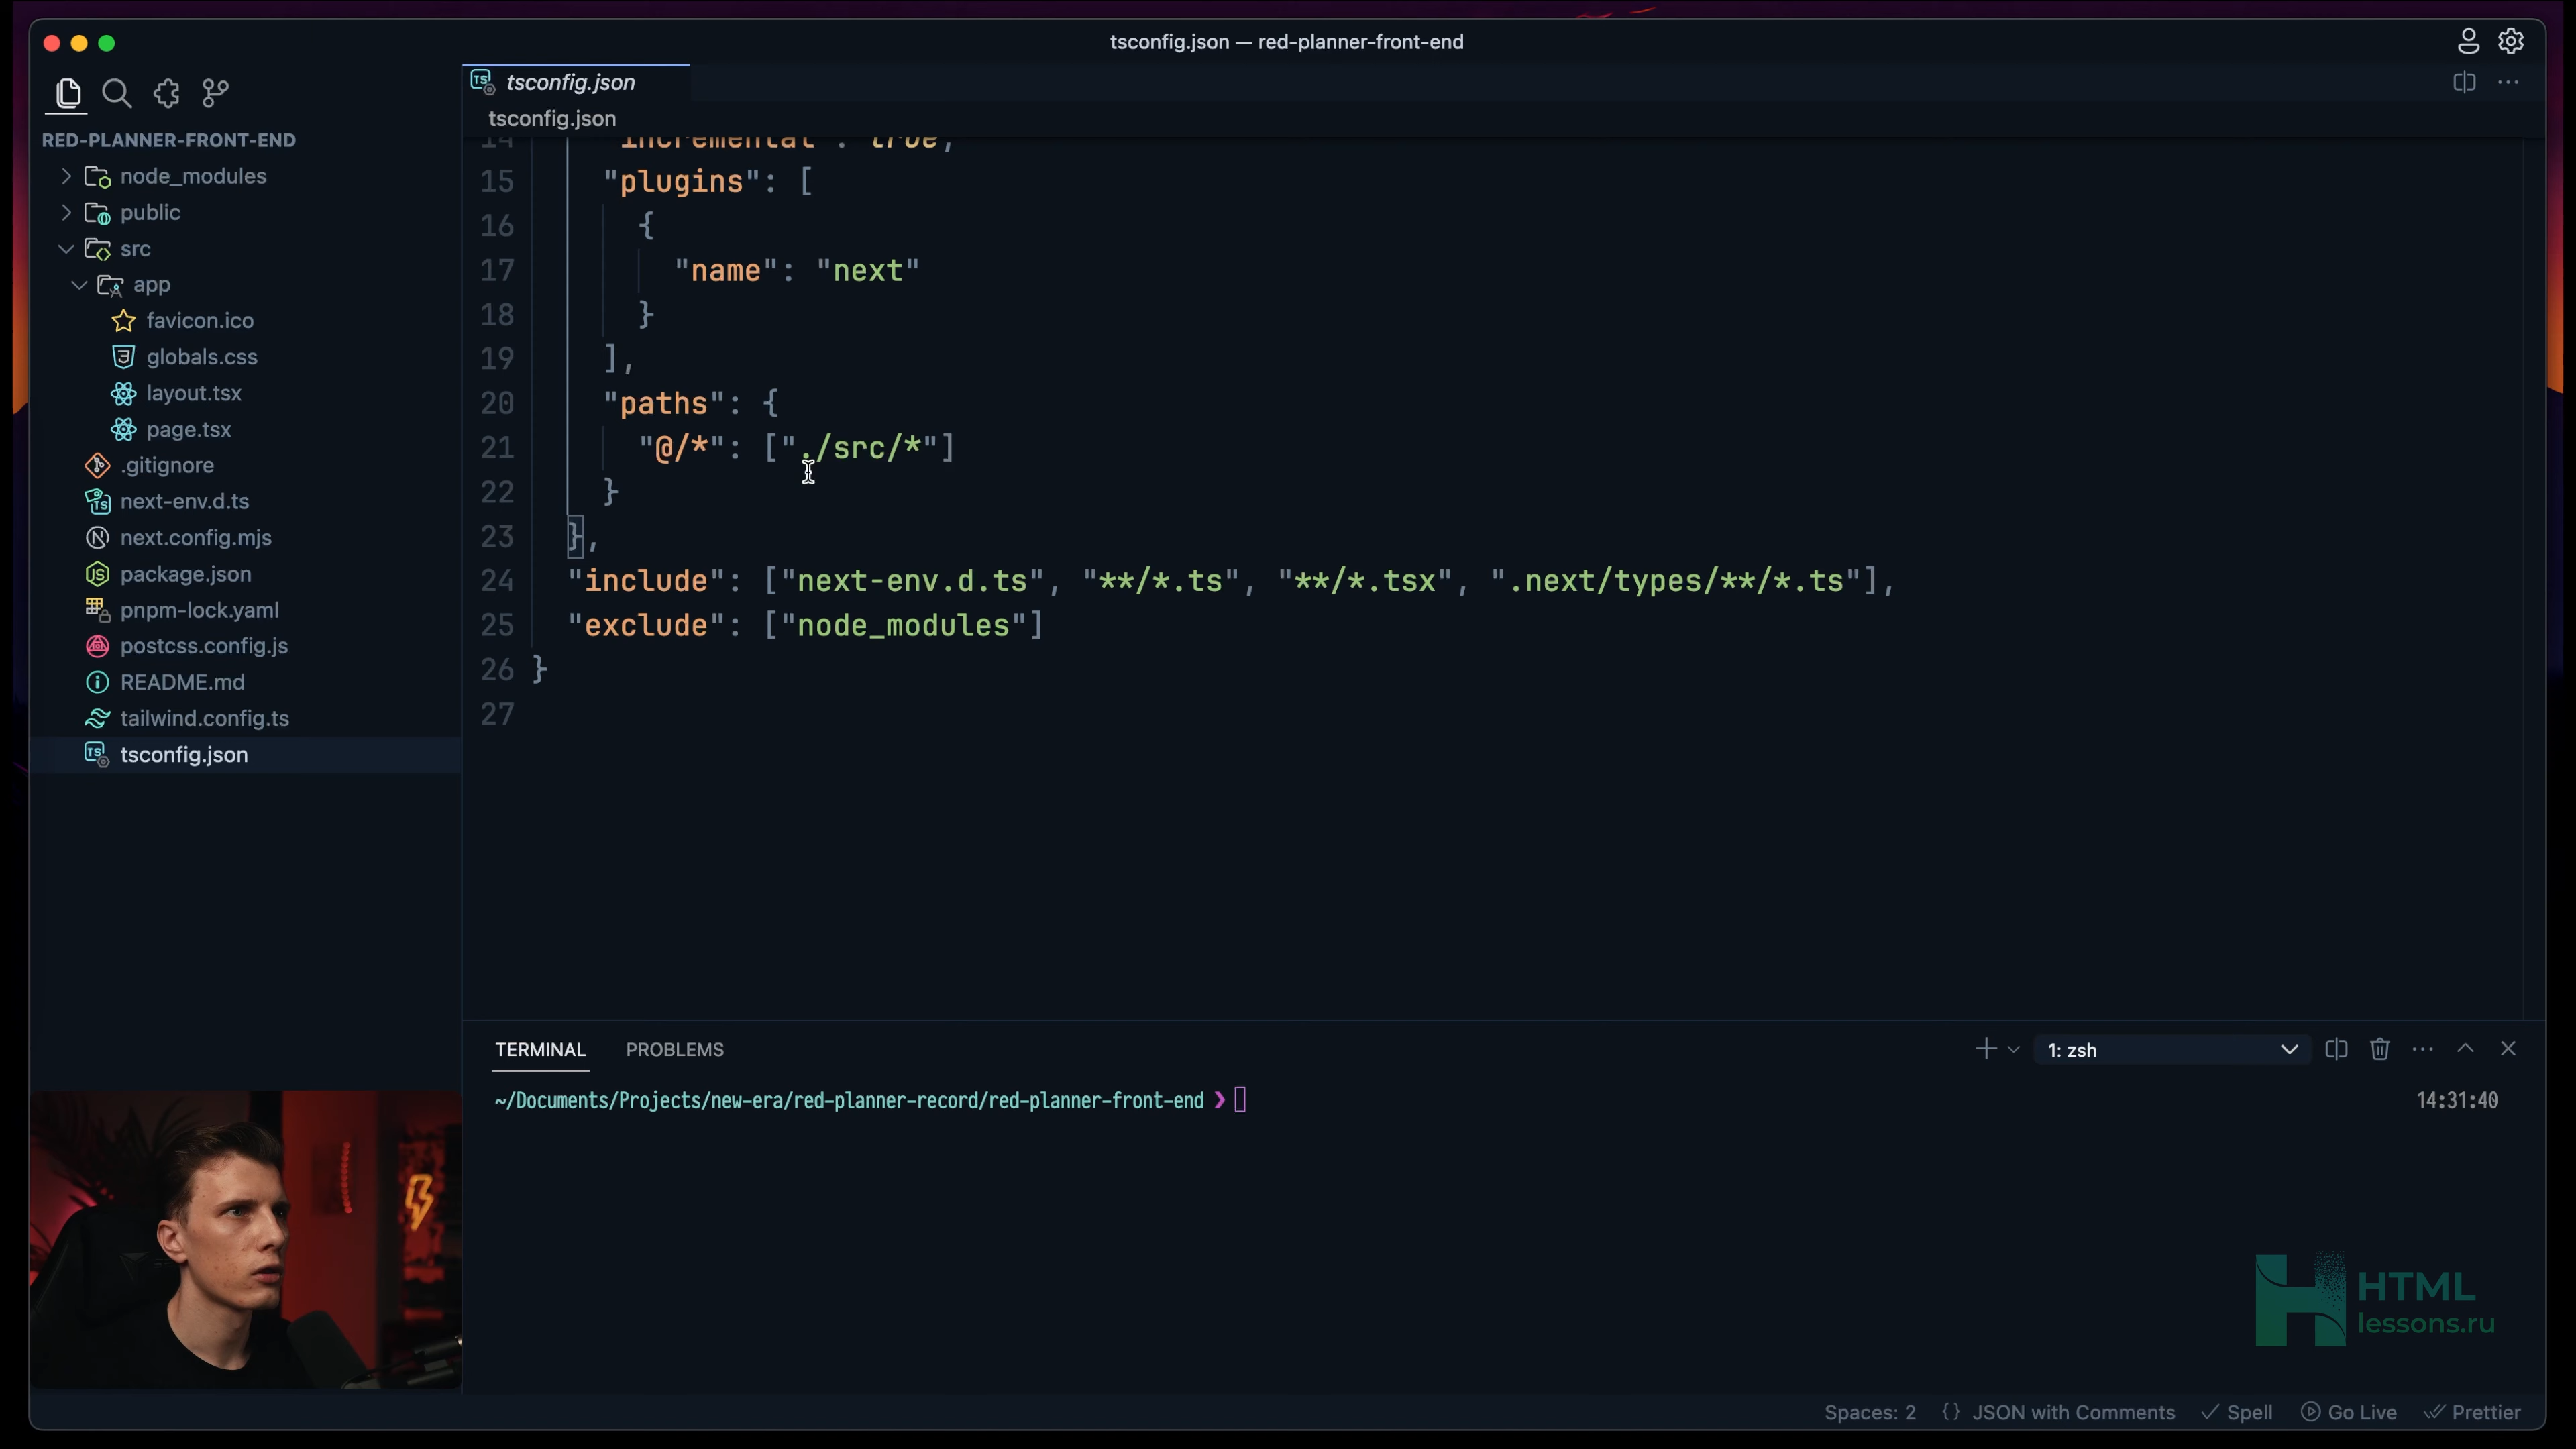 tsconfig.json — red-planner-front-end
RED-PLANNER-FRONT-END
node_modules
public
src
app
favicon.ico
globals.css
layout.tsx
page.tsx
.gitignore
next-env.d.ts
next.config.mjs
package.json
pnpm-lock.yaml
postcss.config.js
README.md
tailwind.config.ts
tsconfig.json
tsconfig.json
tsconfig.json
14 "incremental": true,
15 "plugins": [
16 {
17 "name": "next"
18 }
19 ],
20 "paths": {
21 "@/*": ["./src/*"]
22 }
23 },
24 "include": ["next-env.d.ts", "**/*.ts", "**/*.tsx", ".next/types/**/*.ts"],
25 "exclude": ["node_modules"]
26 }
27
TERMINAL PROBLEMS
1: zsh
~/Documents/Projects/new-era/red-planner-record/red-planner-front-end ❯
14:31:40
HTML
lessons.ru
Spaces: 2 {} JSON with Comments Spell Go Live Prettier